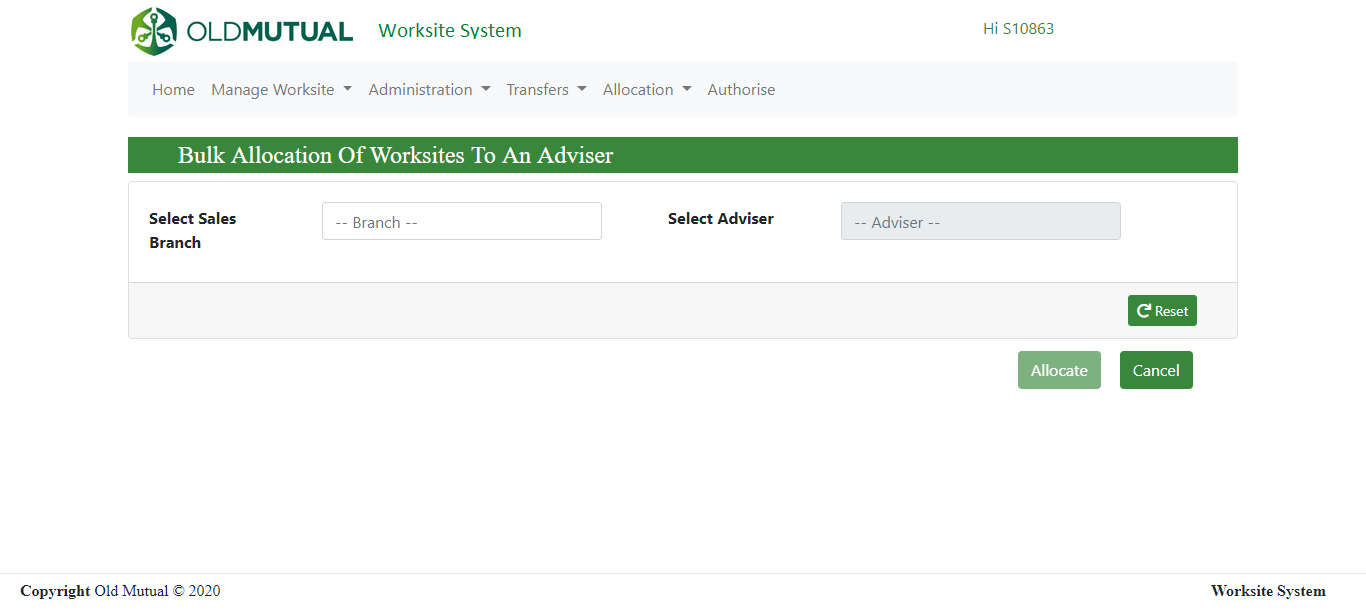 OLDMUTUAL Worksite System Hi S10863
Home Manage Worksite Administration Transfers Allocation Authorise
Bulk Allocation Of Worksites To An Adviser
Select Sales Branch
-- Branch --
Select Adviser
-- Adviser --
Reset
Allocate Cancel
Copyright Old Mutual © 2020 Worksite System